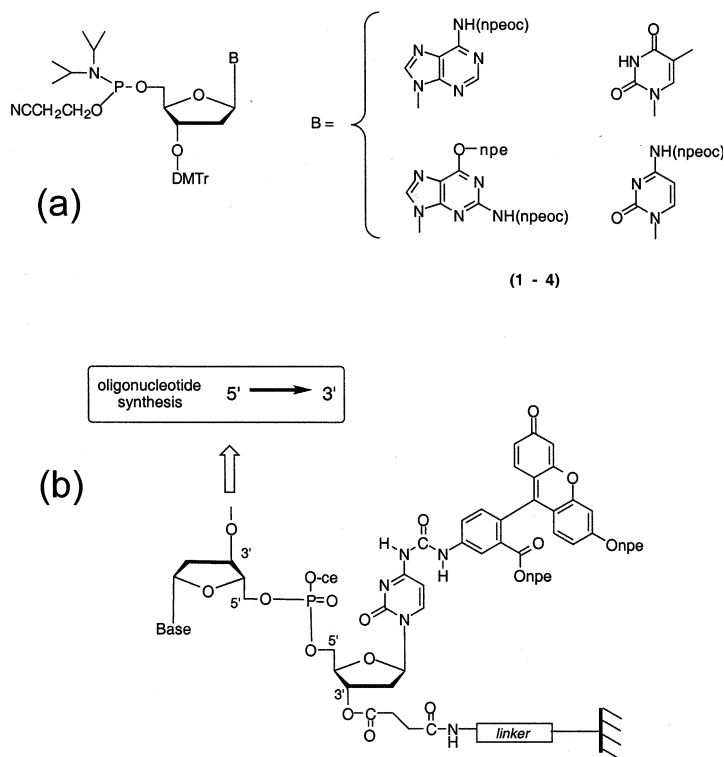 (a)
N
P
O
B
O
NCCH₂CH₂O
O
DMTr
B =
NH(npeoc)
N
N
N
N
O
HN
O
N
O—npe
N
N
N
N
NH(npeoc)
NH(npeoc)
N
O
N
(1 - 4)
oligonucleotide
synthesis
5' 3'
(b)
O
3'
O
5'
Base
O
O-ce
P=O
O
5'
O
H
N
O
C
N
H
N
O
N
O
O
Onpe
O
Onpe
O
3'
O
C
O
O
C
N
H
linker